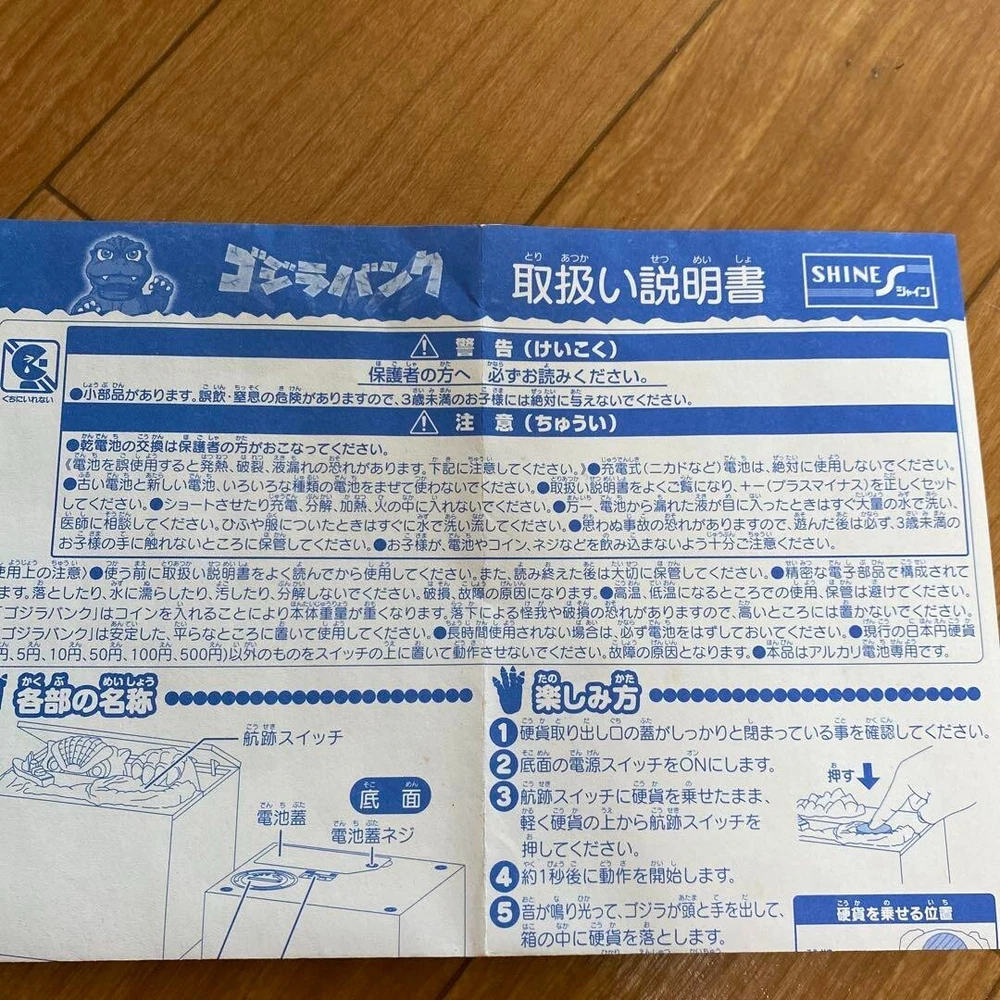 ゴジラバンク 取扱い説明書 SHINE シャイン
くちにいれない
警 告 (けいこく)
保護者の方へ 必ずお読みください。
●小部品があります。誤飲・窒息の危険がありますので、3歳未満のお子様には絶対に与えないでください。
注 意 (ちゅうい)
●乾電池の交換は保護者の方がおこなってください。
《電池を誤使用すると発熱、破裂、液漏れの恐れがあります。下記に注意してください。》●充電式(ニカドなど)電池は、絶対に使用しないでください。
●古い電池と新しい電池、いろいろな種類の電池をまぜて使わないでください。●取扱い説明書をよくご覧になり、+-(プラスマイナス)を正しくセット
してください。●ショートさせたり充電、分解、加熱、火の中に入れないでください。●万一、電池から漏れた液が目に入ったときはすぐ大量の水で洗い、
医師に相談してください。ひふや服についたときはすぐに水で洗い流してください。●思わぬ事故の恐れがありますので、遊んだ後は必ず、3歳未満の
お子様の手に触れないところに保管してください。●お子様が、電池やコイン、ネジなどを飲み込まないよう十分ご注意ください。
使用上の注意》●使う前に取扱い説明書をよく読んでから使用してください。また、読み終えた後は大切に保管してください。●精密な電子部品で構成されて
ます。落としたり、水に濡らしたり、汚したり、分解しないでください。破損、故障の原因になります。●高温、低温になるところでの使用、保管は避けてください。
「ゴジラバンク」はコインを入れることにより本体重量が重くなります。落下による怪我や破損の恐れがありますので、高いところには置かないでください。
ゴジラバンク」は安定した、平らなところに置いて使用してください。●長時間使用されない場合は、必ず電池をはずしておいてください。●現行の日本円硬貨
円、5円、10円、50円、100円、500円)以外のものをスイッチの上に置いて動作させないでください。故障の原因となります。●本品はアルカリ電池専用です。
各部の名称
航跡スイッチ
底面
電池蓋
電池蓋ネジ
楽しみ方
1 硬貨取り出し口の蓋がしっかりと閉まっている事を確認してください。
2 底面の電源スイッチをONにします。
3 航跡スイッチに硬貨を乗せたまま、
軽く硬貨の上から航跡スイッチを
押してください。
4 約1秒後に動作を開始します。
5 音が鳴り光って、ゴジラが頭と手を出して、
箱の中に硬貨を落とします。
押す
硬貨を乗せる位置